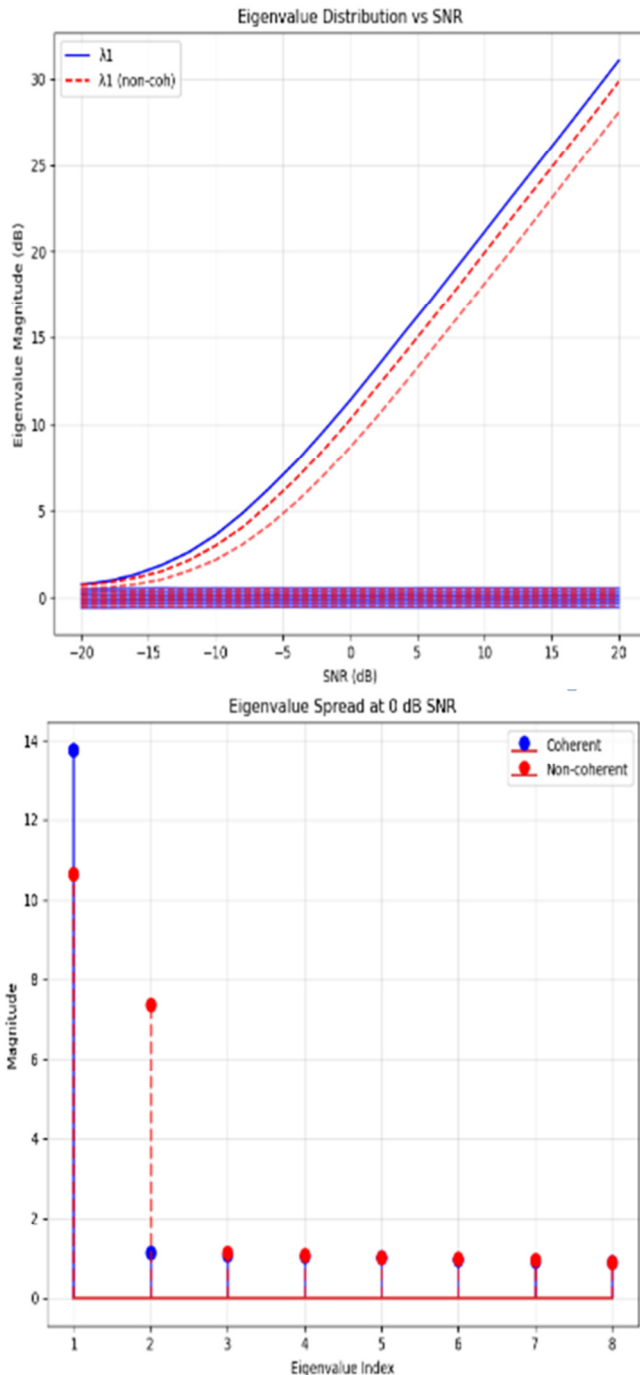 Eigenvalue Distribution vs SNR
λ1
λ1 (non-coh)
Eigenvalue Magnitude (dB)
30
25
20
15
10
5
0
−20 −15 −10 −5 0 5 10 15 20
SNR (dB)
Eigenvalue Spread at 0 dB SNR
Coherent
Non-coherent
Magnitude
14
12
10
8
6
4
2
0
1 2 3 4 5 6 7 8
Eigenvalue Index